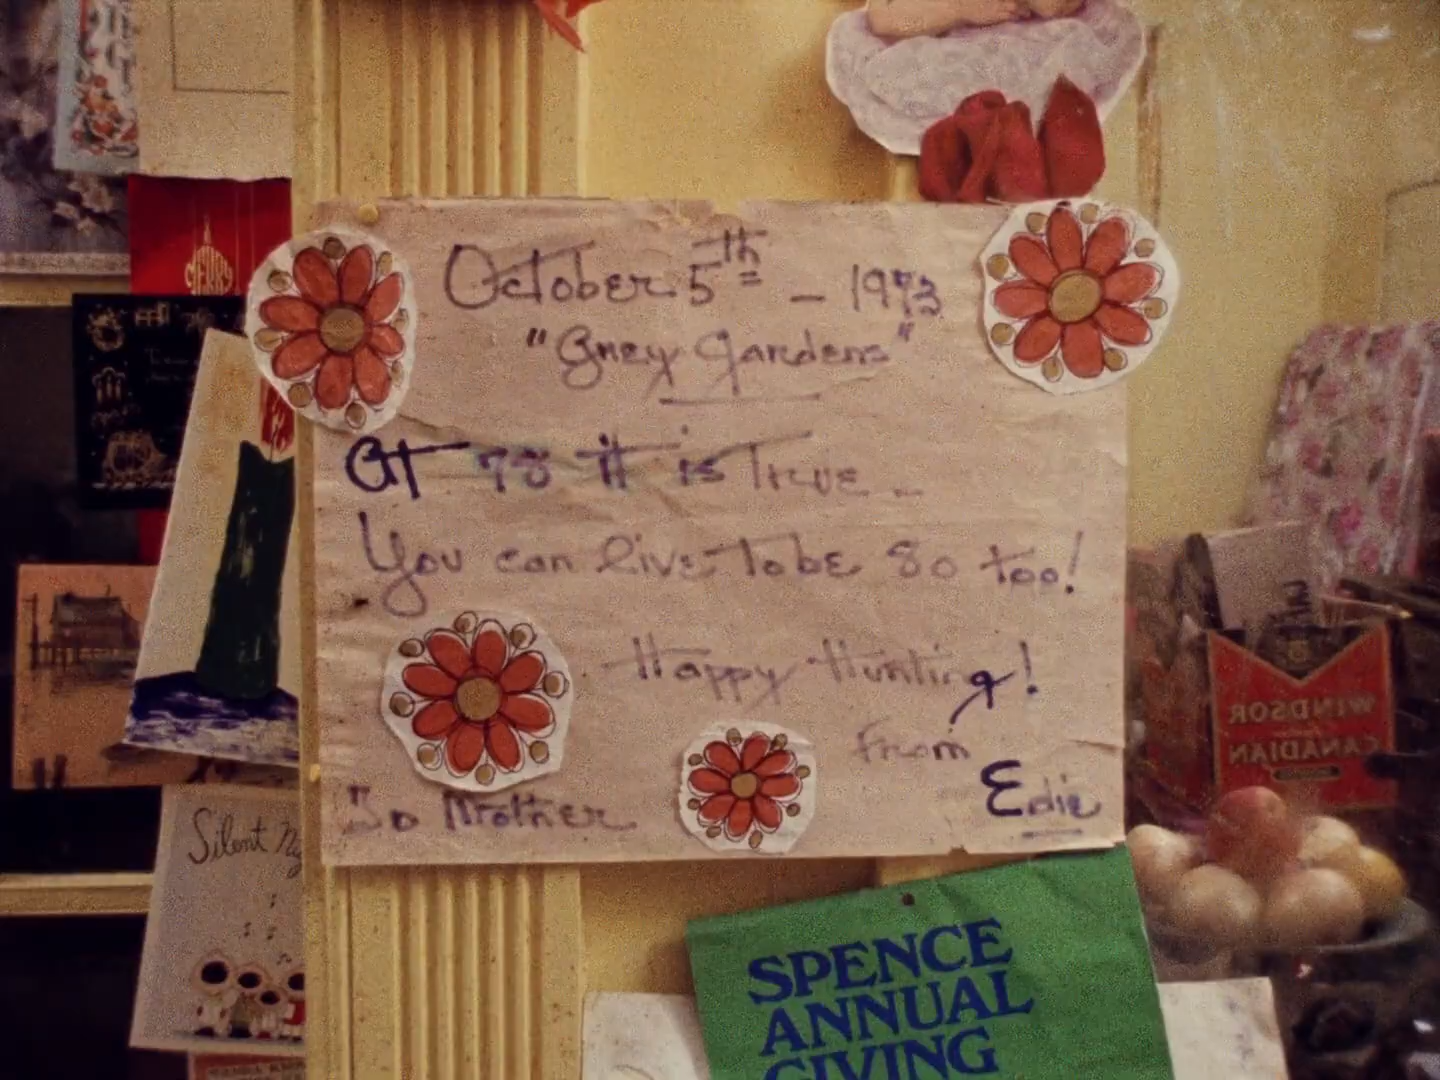 October 5th – 1973
"Grey Gardens"
At 78 it is True –
You can live To be 80 too!
Happy Hunting!
From
Edie
To Mother
MERRY
Silent
SPENCE
ANNUAL
GIVING
WINDSOR
CANADIAN